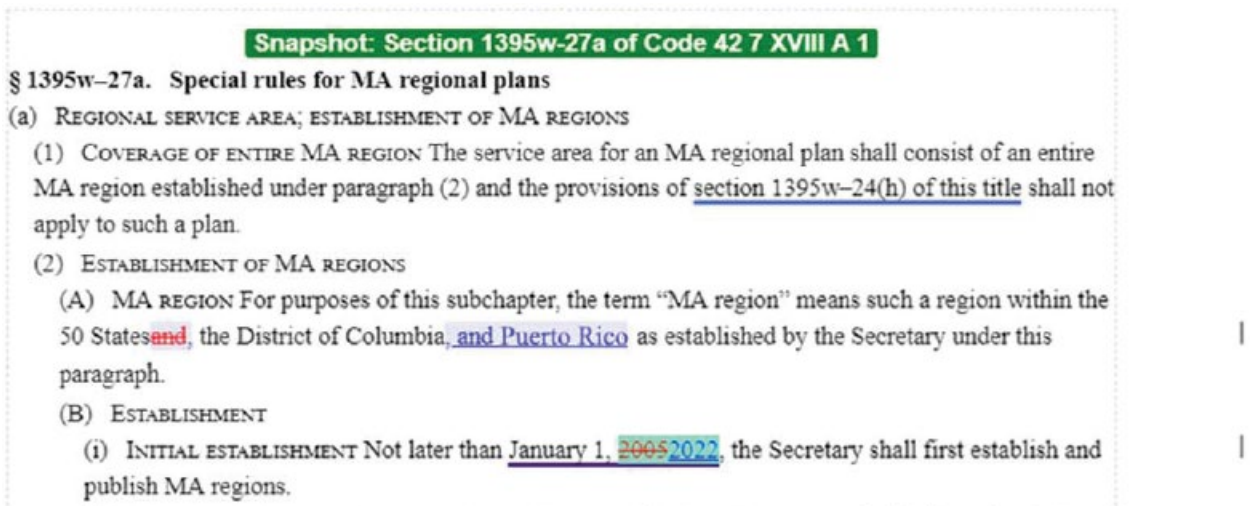 Snapshot: Section 1395w-27a of Code 42 7 XVIII A 1
§ 1395w–27a. Special rules for MA regional plans
(a) REGIONAL SERVICE AREA; ESTABLISHMENT OF MA REGIONS
(1) COVERAGE OF ENTIRE MA REGION The service area for an MA regional plan shall consist of an entire
MA region established under paragraph (2) and the provisions of section 1395w–24(h) of this title shall not
apply to such a plan.
(2) ESTABLISHMENT OF MA REGIONS
(A) MA REGION For purposes of this subchapter, the term “MA region” means such a region within the
50 Statesand, the District of Columbia, and Puerto Rico as established by the Secretary under this
paragraph.
(B) ESTABLISHMENT
(i) INITIAL ESTABLISHMENT Not later than January 1, 20052022, the Secretary shall first establish and
publish MA regions.